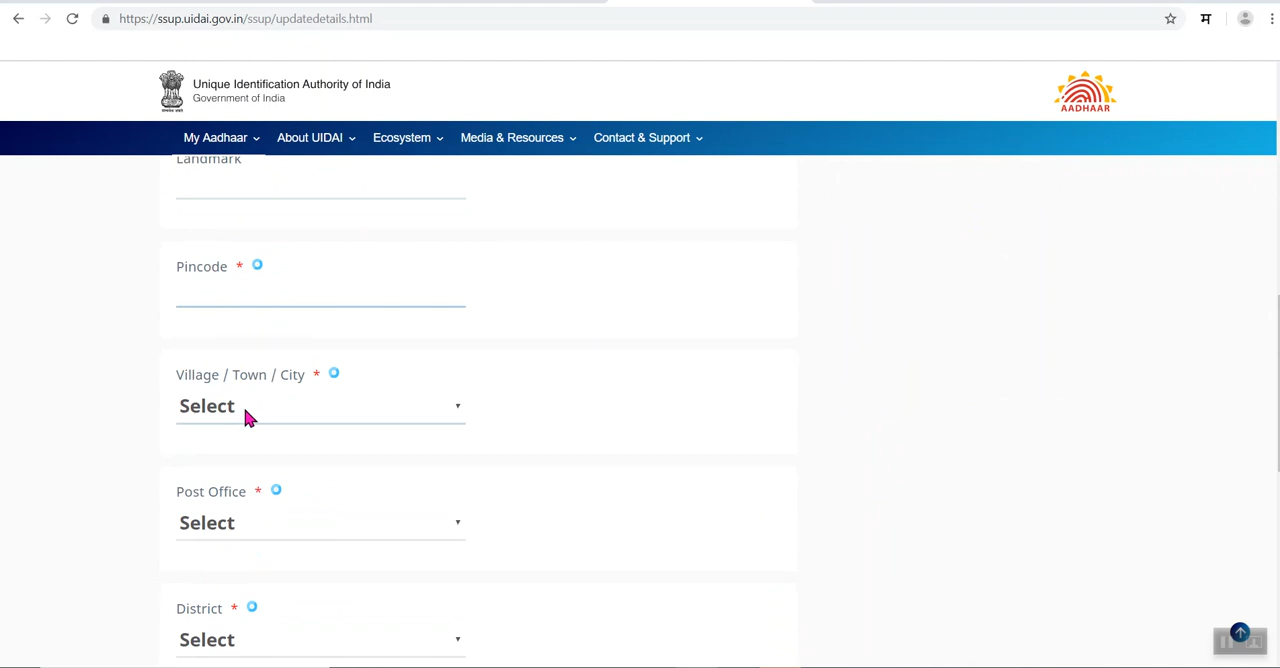 https://ssup.uidai.gov.in/ssup/updatedetails.html
म
Unique Identification Authority of India
Government of India
AADHAAR
My Aadhaar
About UIDAI
Ecosystem
Media & Resources
Contact & Support
Landmark
Pincode *
Village / Town / City *
Select
Post Office *
Select
District *
Select